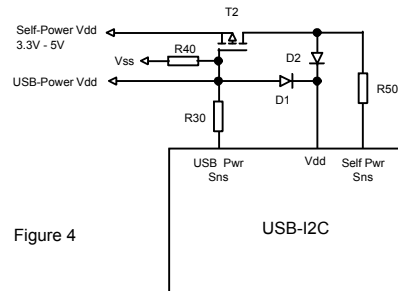 T2
Self-Power Vdd
3.3V - 5V
R40
Vss
D2
USB-Power Vdd
R50
D1
R30
USB Pwr
Sns
Vdd
Self Pwr
Sns
Figure 4
USB-I2C